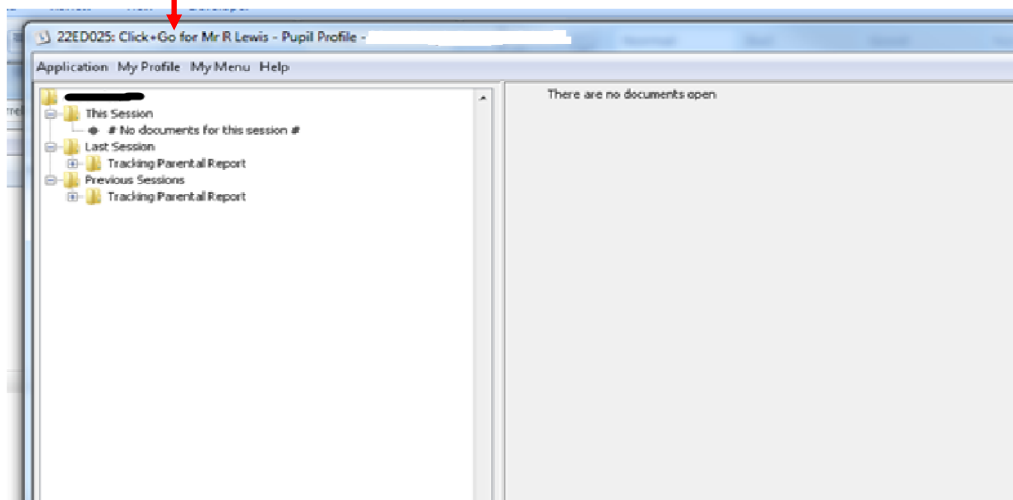 22ED025: Click+Go for Mr R Lewis - Pupil Profile -
Application My Profile My Menu Help
This Session
# No documents for this session #
Last Session
Tracking Parental Report
Previous Sessions
Tracking Parental Report
There are no documents open